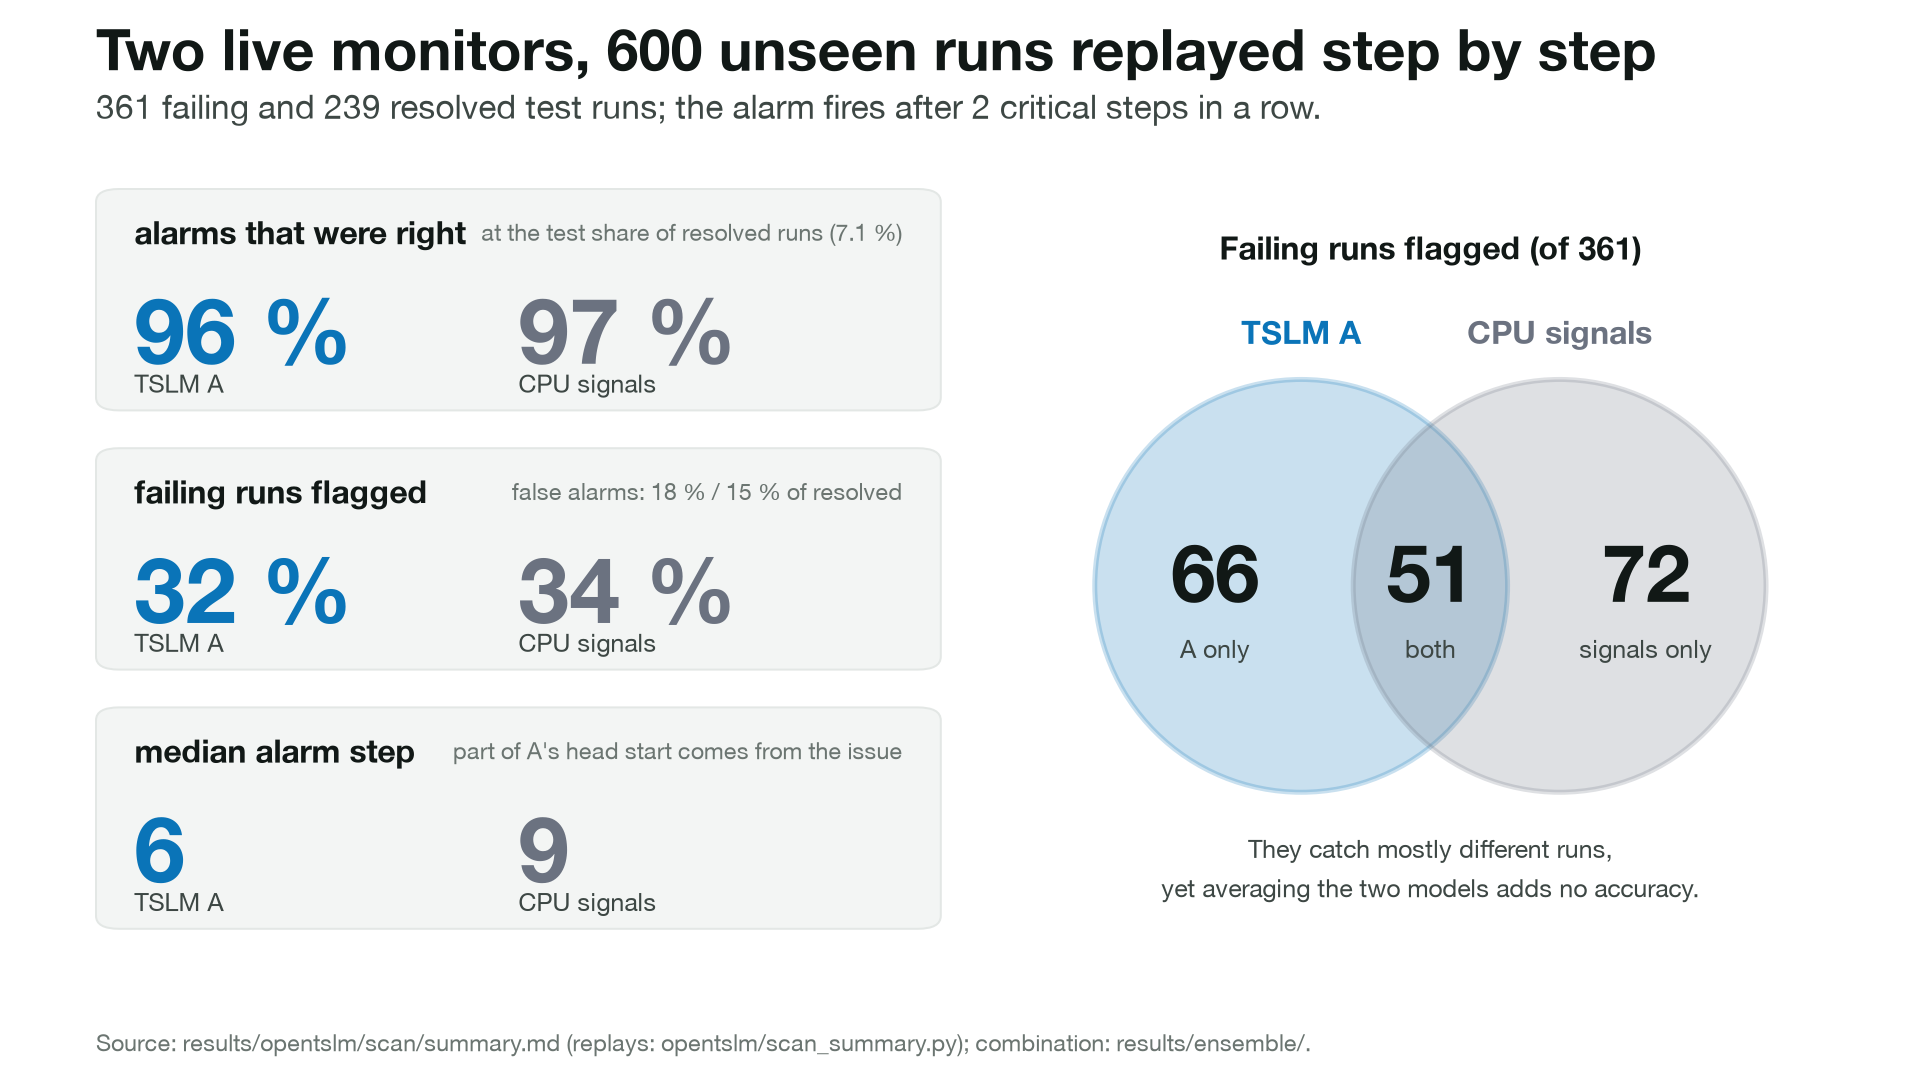 Two live monitors, 600 unseen runs replayed step by step
361 failing and 239 resolved test runs; the alarm fires after 2 critical steps in a row.
alarms that were right at the test share of resolved runs (7.1 %)
96 % 97 %
TSLM A CPU signals
failing runs flagged false alarms: 18 % / 15 % of resolved
32 % 34 %
TSLM A CPU signals
median alarm step part of A's head start comes from the issue
6 9
TSLM A CPU signals
Failing runs flagged (of 361)
TSLM A CPU signals
66 51 72
A only both signals only
They catch mostly different runs,
yet averaging the two models adds no accuracy.
Source: results/opentslm/scan/summary.md (replays: opentslm/scan_summary.py); combination: results/ensemble/.